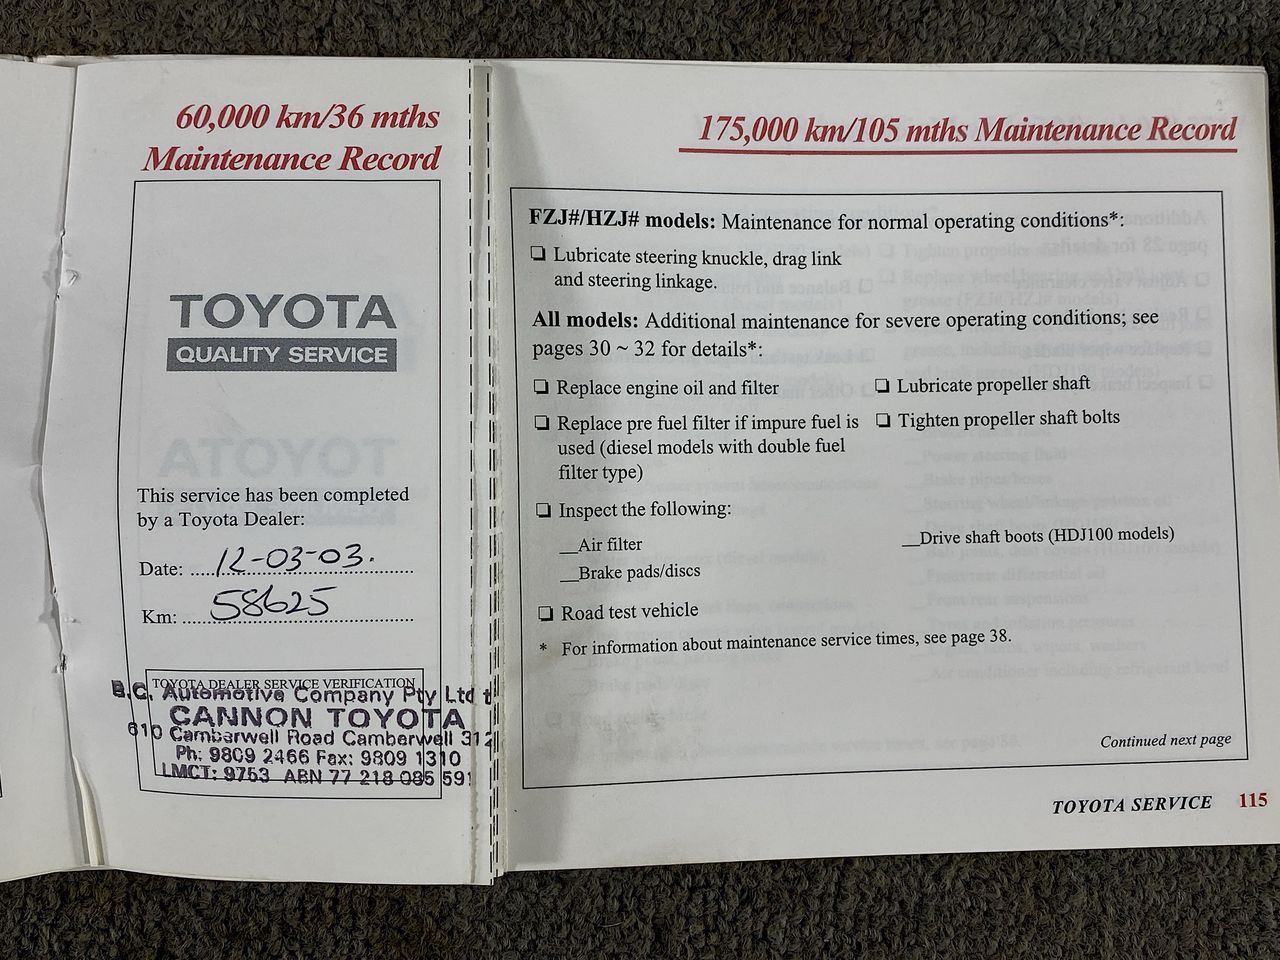 60,000 km/36 mths
Maintenance Record
TOYOTA
QUALITY SERVICE
This service has been completed
by a Toyota Dealer:
Date: 12-03-03.
Km: 58625
TOYOTA DEALER SERVICE VERIFICATION
B.C. Automotive Company Pty Ltd t
CANNON TOYOTA
610 Camberwell Road Camberwell 312
Ph: 9809 2466 Fax: 9809 1310
LMCT: 9753 ABN 77 218 085 591
175,000 km/105 mths Maintenance Record
FZJ#/HZJ# models: Maintenance for normal operating conditions*:
❏ Lubricate steering knuckle, drag link
and steering linkage.
All models: Additional maintenance for severe operating conditions; see
pages 30 ~ 32 for details*:
❏ Replace engine oil and filter
❏ Replace pre fuel filter if impure fuel is
used (diesel models with double fuel
filter type)
❏ Inspect the following:
__Air filter
__Brake pads/discs
❏ Road test vehicle
❏ Lubricate propeller shaft
❏ Tighten propeller shaft bolts
__Drive shaft boots (HDJ100 models)
* For information about maintenance service times, see page 38.
Continued next page
TOYOTA SERVICE 115